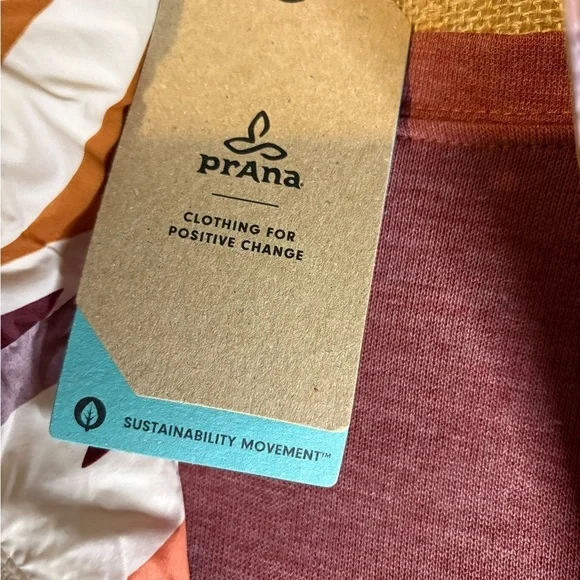 prAna
CLOTHING FOR
POSITIVE CHANGE
SUSTAINABILITY MOVEMENT™